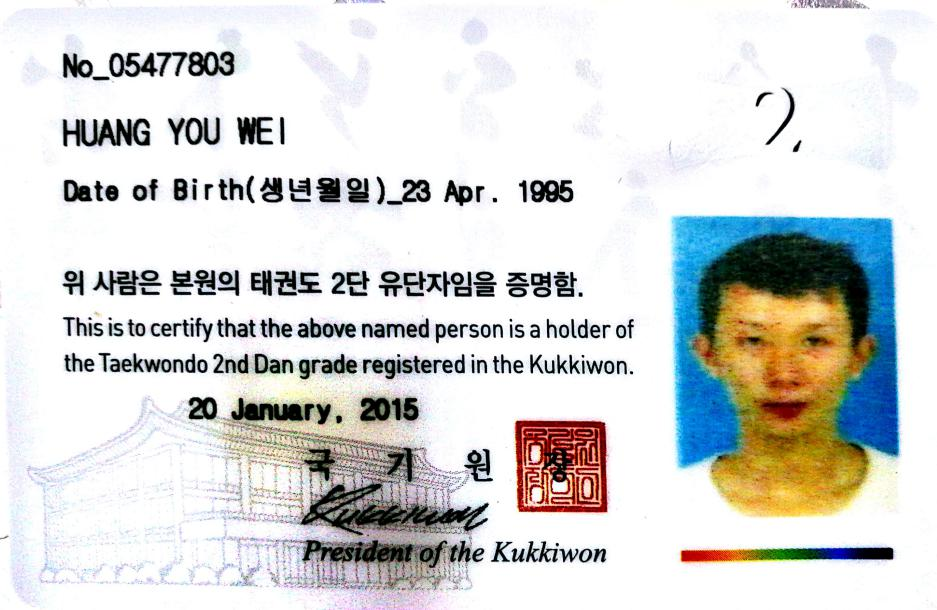 No_05477803
HUANG YOU WEI
Date of Birth(생년월일)_23 Apr. 1995
위 사람은 본원의 태권도 2단 유단자임을 증명함.
This is to certify that the above named person is a holder of
the Taekwondo 2nd Dan grade registered in the Kukkiwon.
20 January, 2015
국 기 원 장
Kukkiwon
President of the Kukkiwon